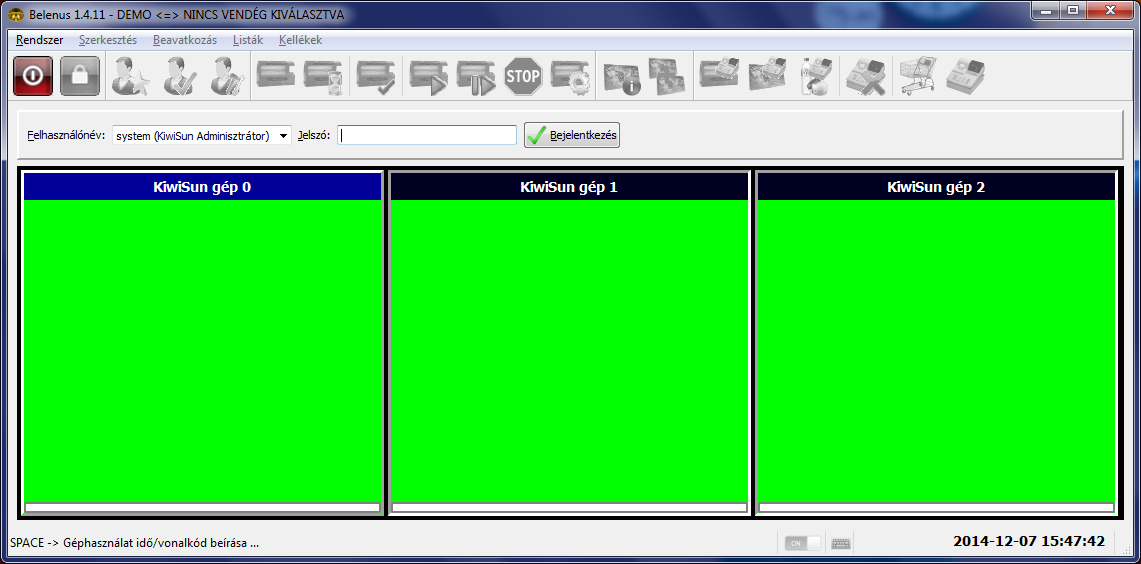 Belenus 1.4.11 - DEMO <=> NINCS VENDÉG KIVÁLASZTVA
Rendszer Szerkesztés Beavatkozás Listák Kellékek
STOP
Felhasználónév: system (KiwiSun Adminisztrátor) Jelszó: Bejelentkezés
KiwiSun gép 0 KiwiSun gép 1 KiwiSun gép 2
SPACE -> Géphasználat idő/vonalkód beírása ... ON 2014-12-07 15:47:42